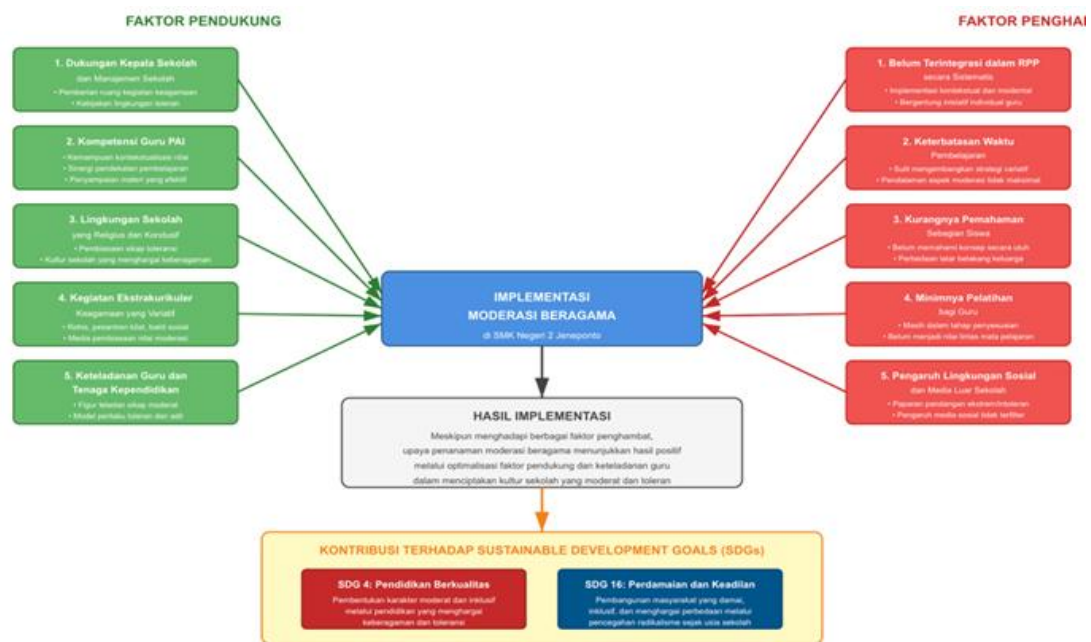 FAKTOR PENDUKUNG
1. Dukungan Kepala Sekolah
dan Manajemen Sekolah
• Pemberian ruang kegiatan keagamaan
• Kebijakan lingkungan toleran
2. Kompetensi Guru PAI
• Kemampuan kontekstualisasi nilai
• Sinergi pendekatan pembelajaran
• Penyampaian materi yang efektif
3. Lingkungan Sekolah
yang Religius dan Kondusif
• Pembiasaan sikap toleransi
• Kultur sekolah yang menghargai keberagaman
4. Kegiatan Ekstrakurikuler
Keagamaan yang Variatif
• Rohis, pesantren kilat, bakti sosial
• Media pembiasaan nilai moderasi
5. Keteladanan Guru dan
Tenaga Kependidikan
• Figur teladan sikap moderat
• Model perilaku toleran dan adil
FAKTOR PENGHA
1. Belum Terintegrasi dalam RPP
secara Sistematis
• Implementasi kontekstual dan insidental
• Bergantung inisiatif individual guru
2. Keterbatasan Waktu
Pembelajaran
• Sulit mengembangkan strategi variatif
• Pendalaman aspek moderasi tidak maksimal
3. Kurangnya Pemahaman
Sebagian Siswa
• Belum memahami konsep secara utuh
• Perbedaan latar belakang keluarga
4. Minimnya Pelatihan
bagi Guru
• Masih dalam tahap penyesuaian
• Belum menjadi nilai lintas mata pelajaran
5. Pengaruh Lingkungan Sosial
dan Media Luar Sekolah
• Paparan pandangan ekstrem/intoleran
• Pengaruh media sosial tidak terfilter
IMPLEMENTASI
MODERASI BERAGAMA
di SMK Negeri 2 Jeneponto
HASIL IMPLEMENTASI
Meskipun menghadapi berbagai faktor penghambat,
upaya penanaman moderasi beragama menunjukkan hasil positif
melalui optimalisasi faktor pendukung dan keteladanan guru
dalam menciptakan kultur sekolah yang moderat dan toleran
KONTRIBUSI TERHADAP SUSTAINABLE DEVELOPMENT GOALS (SDGs)
SDG 4: Pendidikan Berkualitas
Pembentukan karakter moderat dan inklusif
melalui pendidikan yang menghargai
keberagaman dan toleransi
SDG 16: Perdamaian dan Keadilan
Pembangunan masyarakat yang damai,
inklusif, dan menghargai perbedaan melalui
pencegahan radikalisme sejak usia sekolah